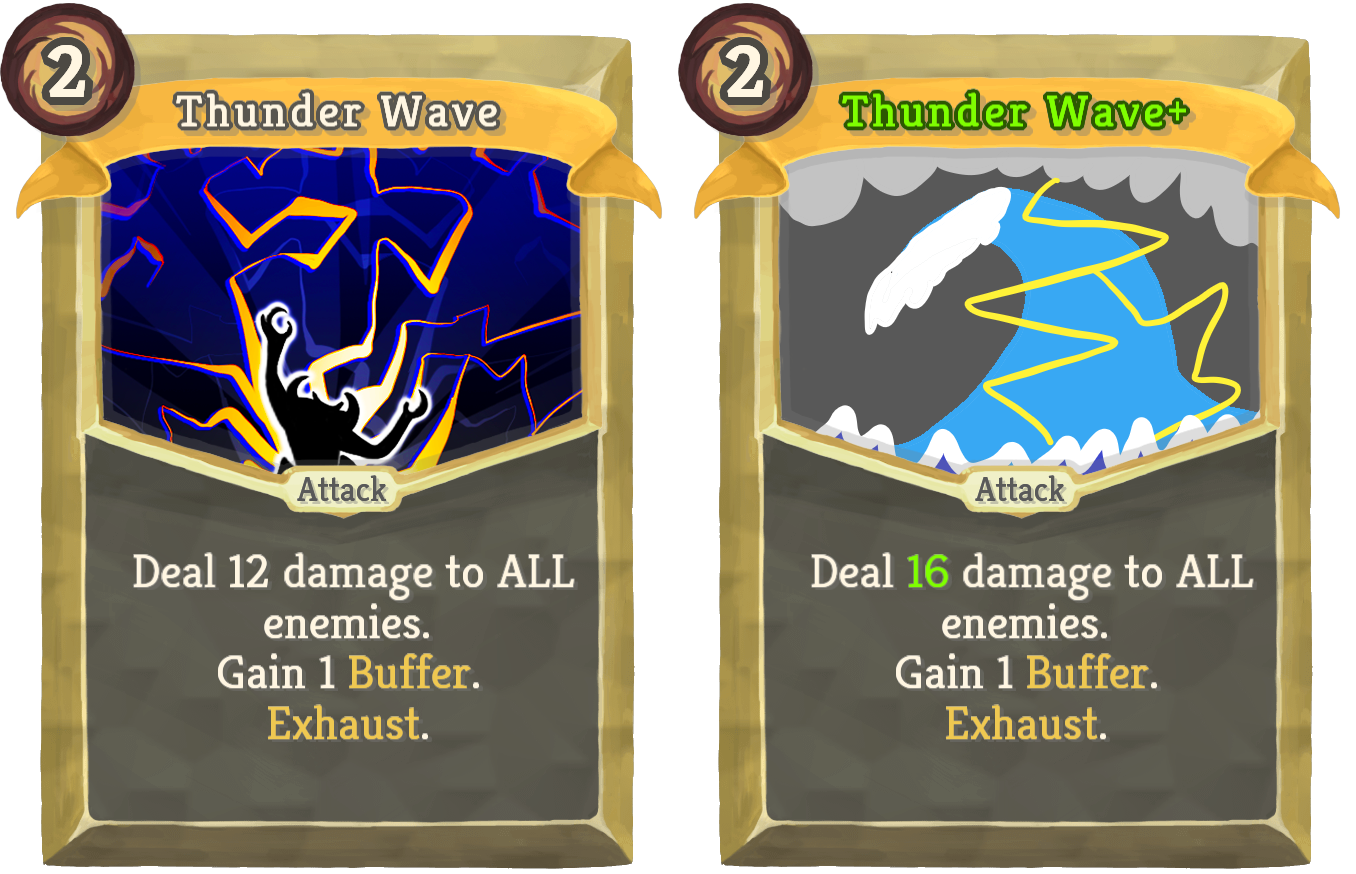 2
Thunder Wave
Attack
Deal 12 damage to ALL
enemies.
Gain 1 Buffer.
Exhaust.
2
Thunder Wave+
Attack
Deal 16 damage to ALL
enemies.
Gain 1 Buffer.
Exhaust.